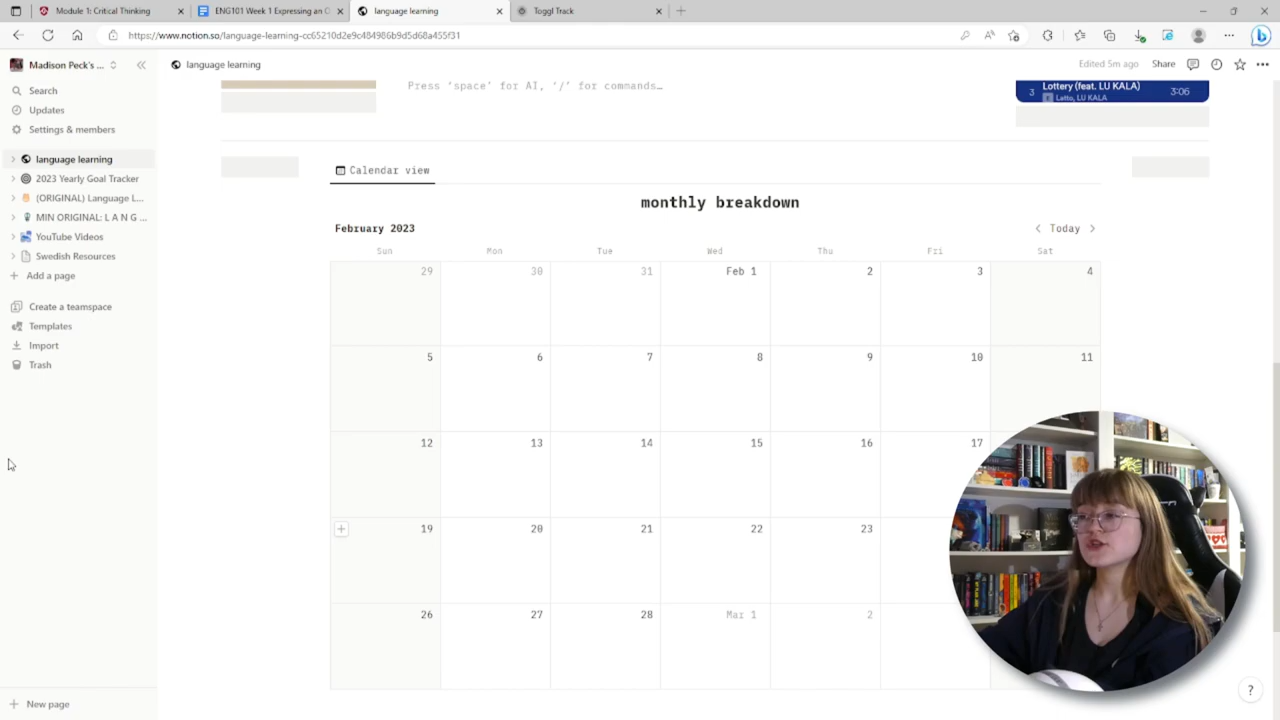 Module 1: Critical Thinking
ENG101 Week 1 Expressing an O
language learning
Toggl Track
https://www.notion.so/language-learning-cc65210d2e9c484986b9d5d68a455f31
Madison Peck's ...
language learning
Edited 5m ago
Share
Search
Updates
Settings & members
language learning
2023 Yearly Goal Tracker
(ORIGINAL) Language L...
MIN ORIGINAL: L A N G ...
YouTube Videos
Swedish Resources
Add a page
Create a teamspace
Templates
Import
Trash
New page
Press 'space' for AI, '/' for commands…
3 Lottery (feat. LU KALA) 3:06
E Latto, LU KALA
Calendar view
monthly breakdown
February 2023
Today
Sun Mon Tue Wed Thu Fri Sat
29 30 31 Feb 1 2 3 4
5 6 7 8 9 10 11
12 13 14 15 16 17
19 20 21 22 23
26 27 28 Mar 1 2
?